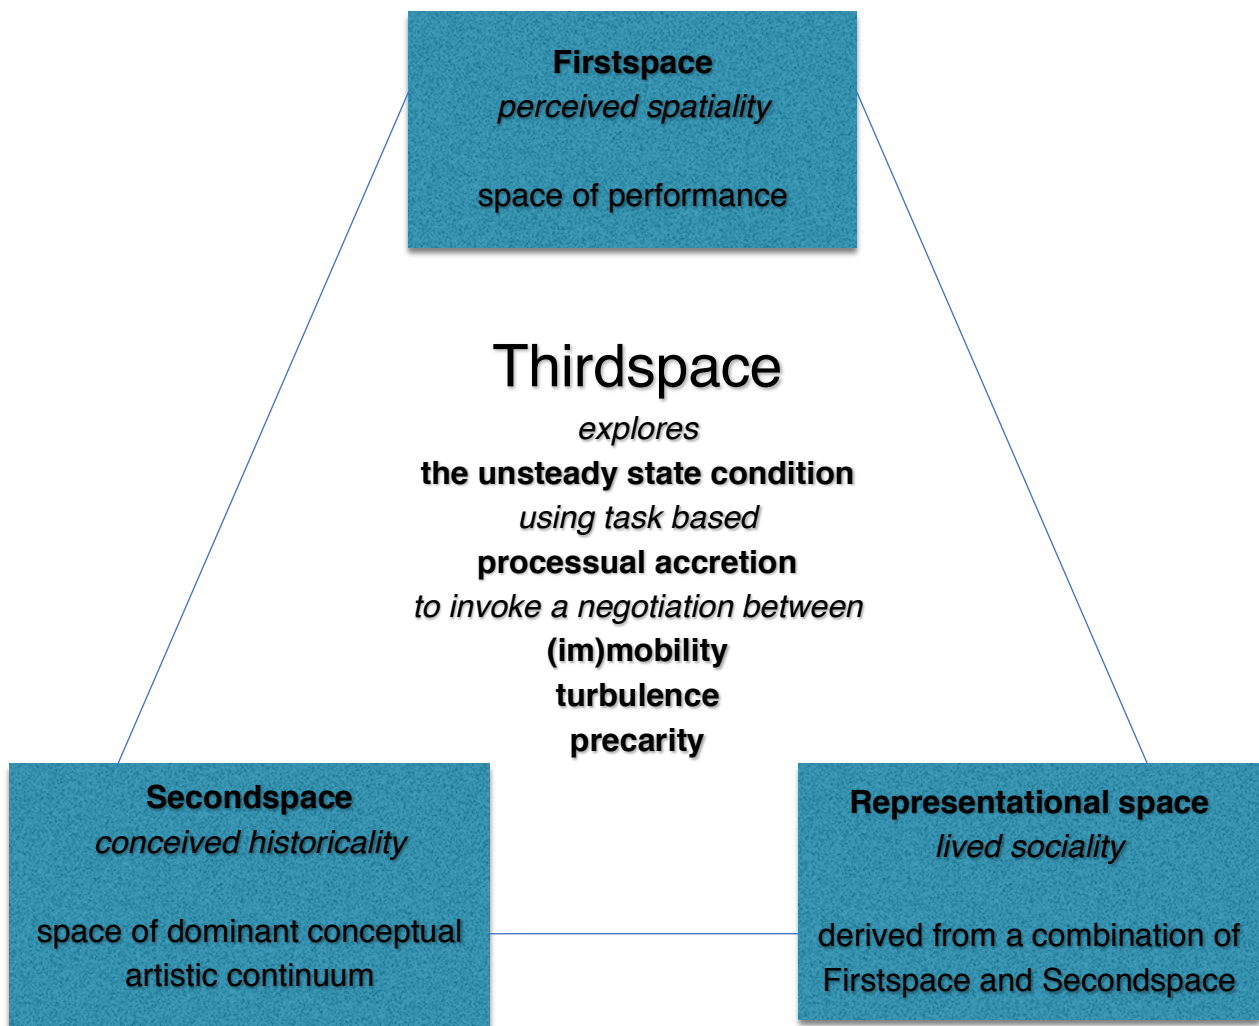 Firstspace
perceived spatiality
space of performance
Thirdspace
explores
the unsteady state condition
using task based
processual accretion
to invoke a negotiation between
(im)mobility
turbulence
precarity
Secondspace
conceived historicality
space of dominant conceptual
artistic continuum
Representational space
lived sociality
derived from a combination of
Firstspace and Secondspace